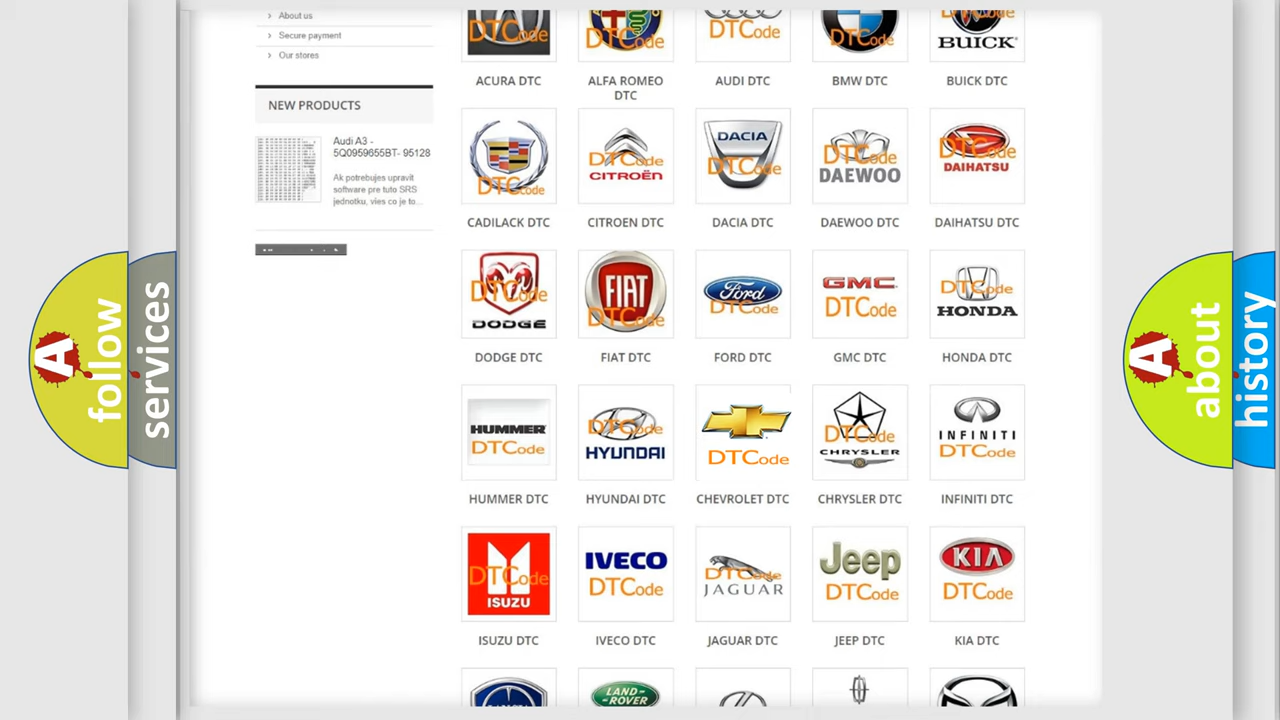 About us
Secure payment
Our stores
NEW PRODUCTS
Audi A3 -
5Q0959655BT- 95128
Ak potrebujes upravit
software pre tuto SRS
jednotku, vies co je to...
follow
services
about
history
DTCode
DTCode
DTCode
DTCode
BUICK
ACURA DTC
ALFA ROMEO
DTC
AUDI DTC
BMW DTC
BUICK DTC
DTCode
DTCode
CITROËN
DACIA
DTCode
DTCode
DAEWOO
DTCode
DAIHATSU
CADILACK DTC
CITROEN DTC
DACIA DTC
DAEWOO DTC
DAIHATSU DTC
DTCode
DODGE
FIAT
DTCode
Ford
DTCode
GMC
DTCode
DTCode
HONDA
DODGE DTC
FIAT DTC
FORD DTC
GMC DTC
HONDA DTC
HUMMER
DTCode
DTCode
HYUNDAI
DTCode
DTCode
CHRYSLER
INFINITI
DTCode
HUMMER DTC
HYUNDAI DTC
CHEVROLET DTC
CHRYSLER DTC
INFINITI DTC
DTCode
ISUZU
IVECO
DTCode
DTCode
JAGUAR
Jeep
DTCode
KIA
DTCode
ISUZU DTC
IVECO DTC
JAGUAR DTC
JEEP DTC
KIA DTC
LAND-
ROVER